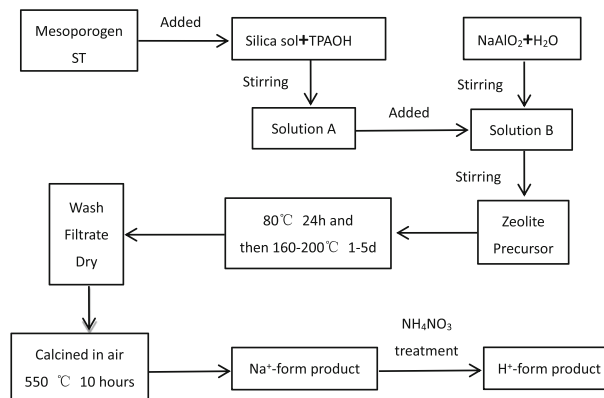 Mesoporogen
ST
Added
Silica sol+TPAOH
NaAlO₂+H₂O
Stirring
Stirring
Solution A
Added
Solution B
Stirring
Wash
Filtrate
Dry
80℃ 24h and
then 160-200℃ 1-5d
Zeolite
Precursor
Calcined in air
550 ℃ 10 hours
Na⁺-form product
NH₄NO₃
treatment
H⁺-form product